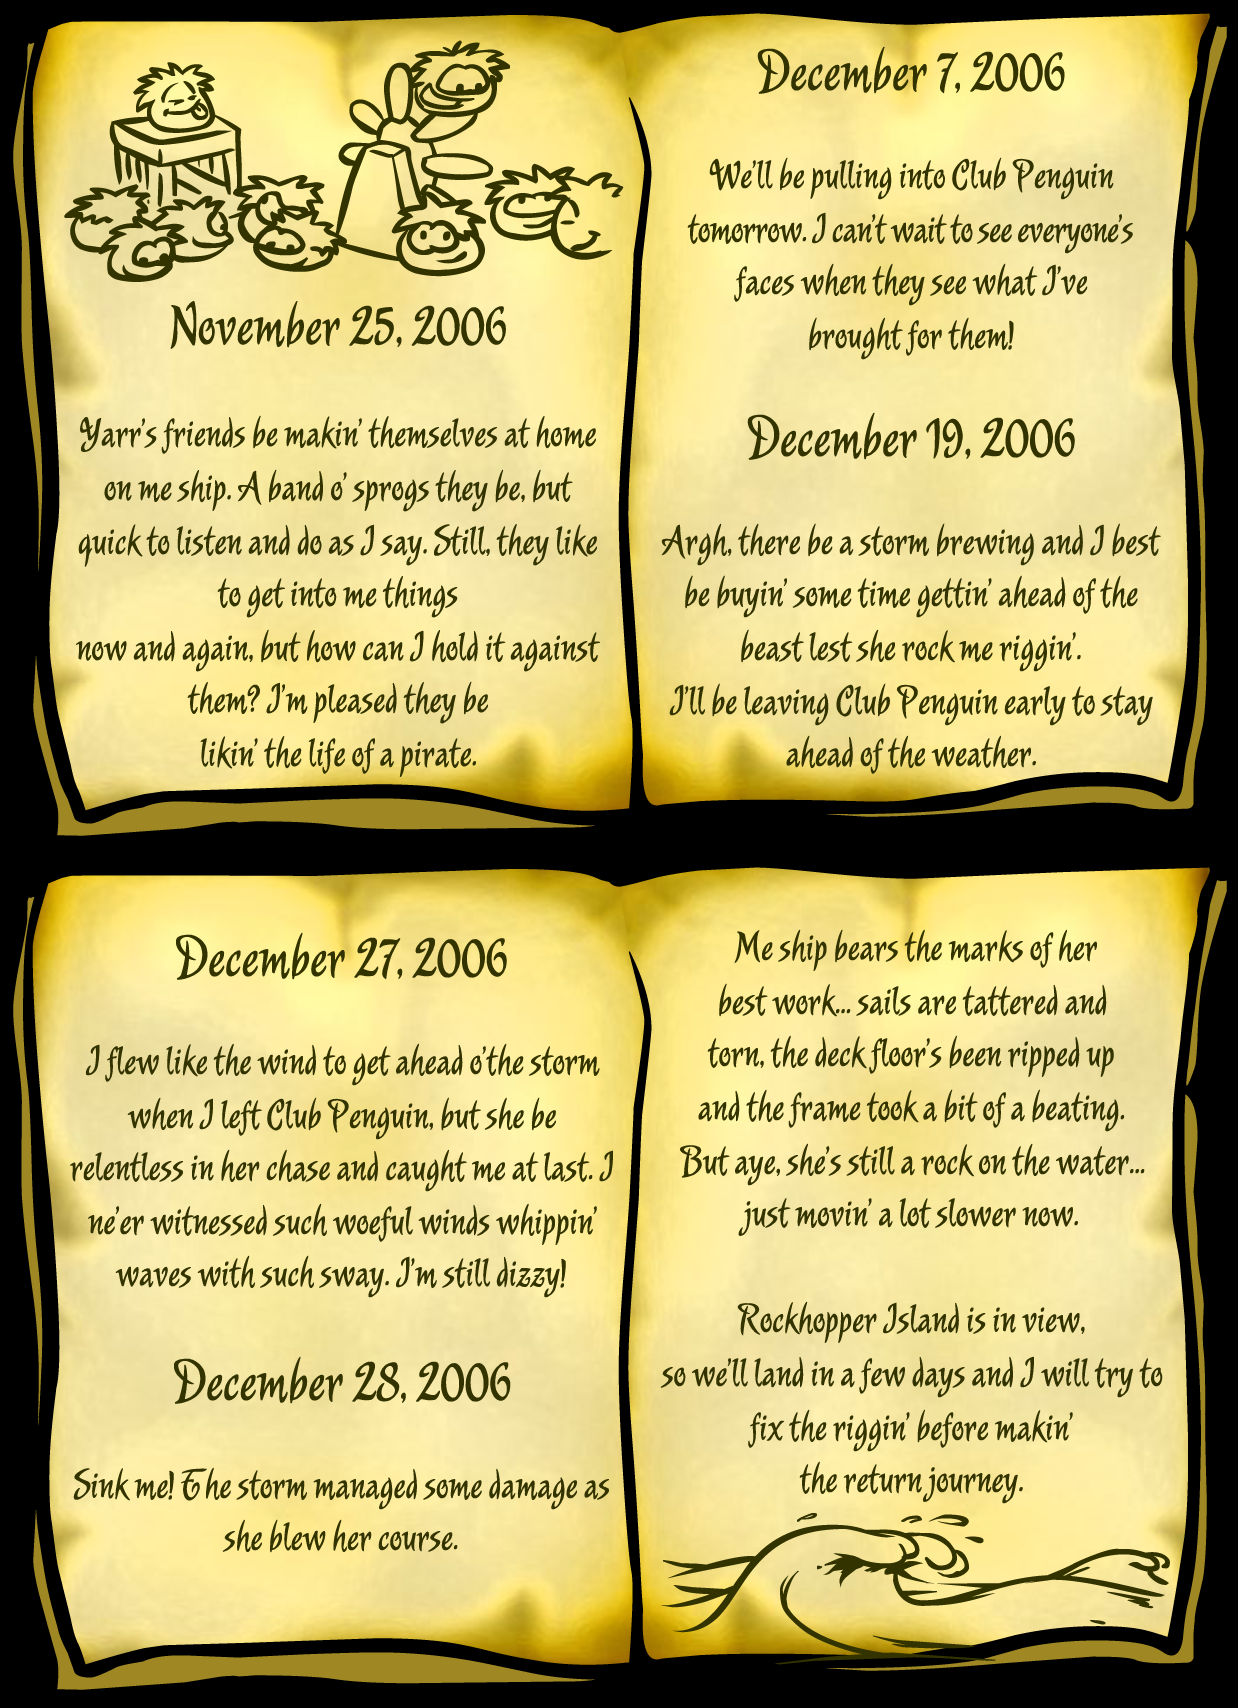 November 25, 2006
Yarr's friends be makin' themselves at home
on me ship. A band o' sprogs they be, but
quick to listen and do as I say. Still, they like
to get into me things
now and again, but how can I hold it against
them? I'm pleased they be
likin' the life of a pirate.
December 7, 2006
We'll be pulling into Club Penguin
tomorrow. I can't wait to see everyone's
faces when they see what I've
brought for them!
December 19, 2006
Argh, there be a storm brewing and I best
be buyin' some time gettin' ahead of the
beast lest she rock me riggin'.
I'll be leaving Club Penguin early to stay
ahead of the weather.
December 27, 2006
I flew like the wind to get ahead o'the storm
when I left Club Penguin, but she be
relentless in her chase and caught me at last. I
ne'er witnessed such woeful winds whippin'
waves with such sway. I'm still dizzy!
December 28, 2006
Sink me! The storm managed some damage as
she blew her course.
Me ship bears the marks of her
best work... sails are tattered and
torn, the deck floor's been ripped up
and the frame took a bit of a beating.
But aye, she's still a rock on the water...
just movin' a lot slower now.
Rockhopper Island is in view,
so we'll land in a few days and I will try to
fix the riggin' before makin'
the return journey.